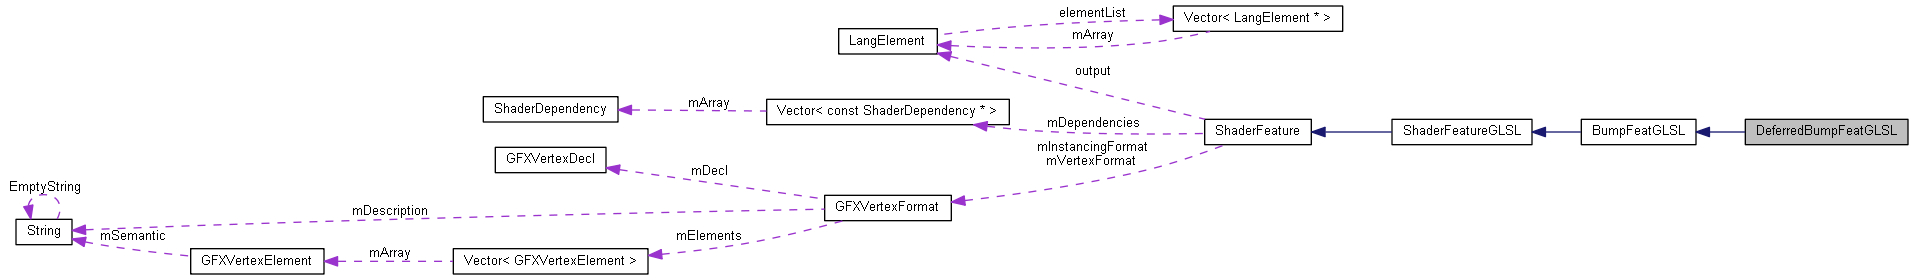 elementList
Vector< LangElement * >
LangElement
mArray
output
ShaderDependency
mArray
Vector< const ShaderDependency * >
mDependencies
ShaderFeature
ShaderFeatureGLSL
BumpFeatGLSL
DeferredBumpFeatGLSL
mInstancingFormat
mVertexFormat
GFXVertexDecl
mDecl
EmptyString
GFXVertexFormat
mDescription
String
mSemantic
mElements
GFXVertexElement
mArray
Vector< GFXVertexElement >